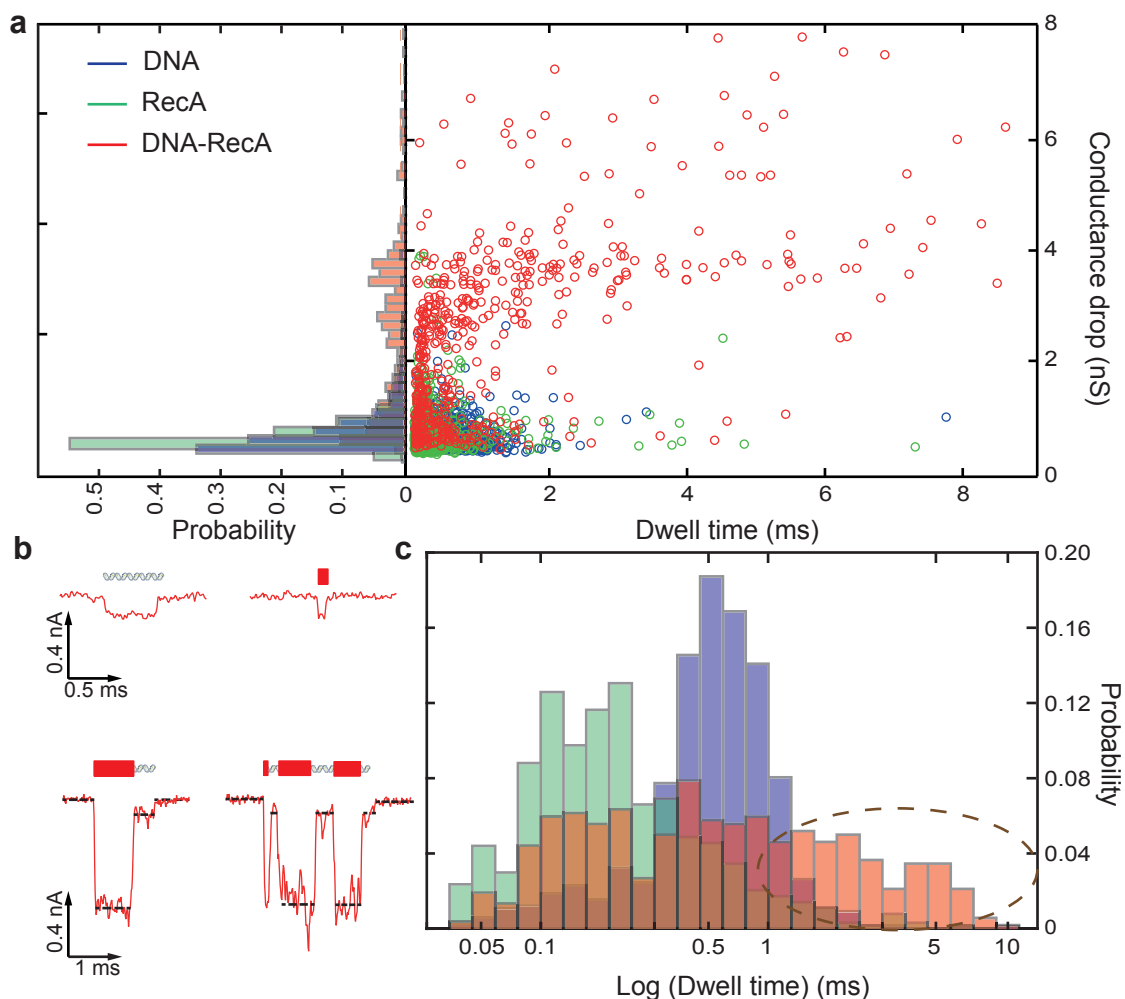 a
DNA
RecA
DNA-RecA
0.5
0.4
0.3
0.2
0.1
0
2
4
6
8
Probability
Dwell time (ms)
8
6
4
2
0
Conductance drop (nS)
b
0.4 nA
0.5 ms
0.4 nA
1 ms
c
0.20
0.16
0.12
0.08
0.04
0
Probability
0.05
0.1
0.5
1
5
10
Log (Dwell time) (ms)